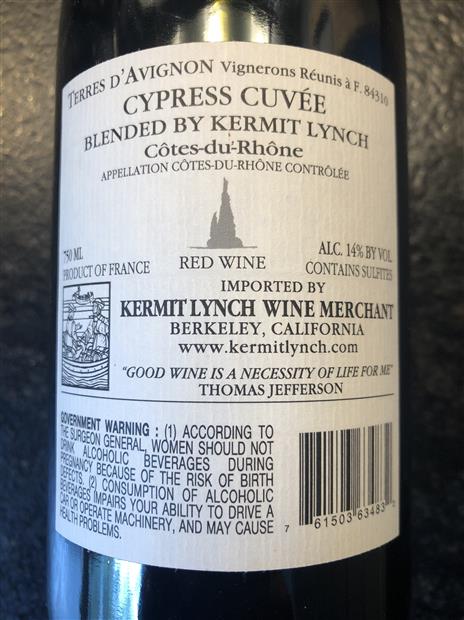 TERRES D'AVIGNON Vignerons Réunis à F. 84310
CYPRESS CUVÉE
BLENDED BY KERMIT LYNCH
Côtes-du-Rhône
APPELLATION CÔTES-DU-RHÔNE CONTRÔLÉE
750 ML
PRODUCT OF FRANCE
RED WINE
ALC. 14% BY VOL.
CONTAINS SULFITES
IMPORTED BY
KERMIT LYNCH WINE MERCHANT
BERKELEY, CALIFORNIA
www.kermitlynch.com
"GOOD WINE IS A NECESSITY OF LIFE FOR ME"
THOMAS JEFFERSON
GOVERNMENT WARNING : (1) ACCORDING TO
THE SURGEON GENERAL, WOMEN SHOULD NOT
DRINK ALCOHOLIC BEVERAGES DURING
PREGNANCY BECAUSE OF THE RISK OF BIRTH
DEFECTS. (2) CONSUMPTION OF ALCOHOLIC
BEVERAGES IMPAIRS YOUR ABILITY TO DRIVE A
CAR OR OPERATE MACHINERY, AND MAY CAUSE
HEALTH PROBLEMS.
7 61503 63483 2